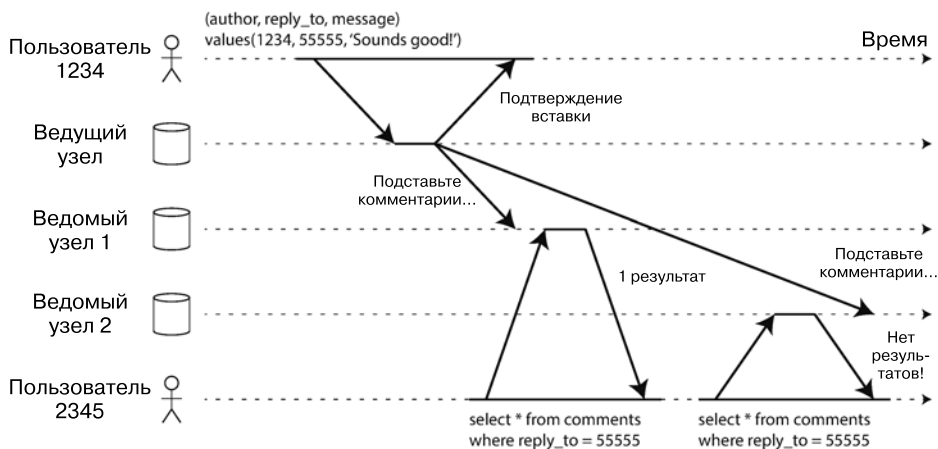 (author, reply_to, message)
values(1234, 55555, 'Sounds good!')
Пользователь
1234
Время
Подтверждение
вставки
Ведущий
узел
Подставьте
комментарии...
Ведомый
узел 1
Подставьте
комментарии...
1 результат
Ведомый
узел 2
Нет
резуль-
татов!
Пользователь
2345
select * from comments
where reply_to = 55555
select * from comments
where reply_to = 55555